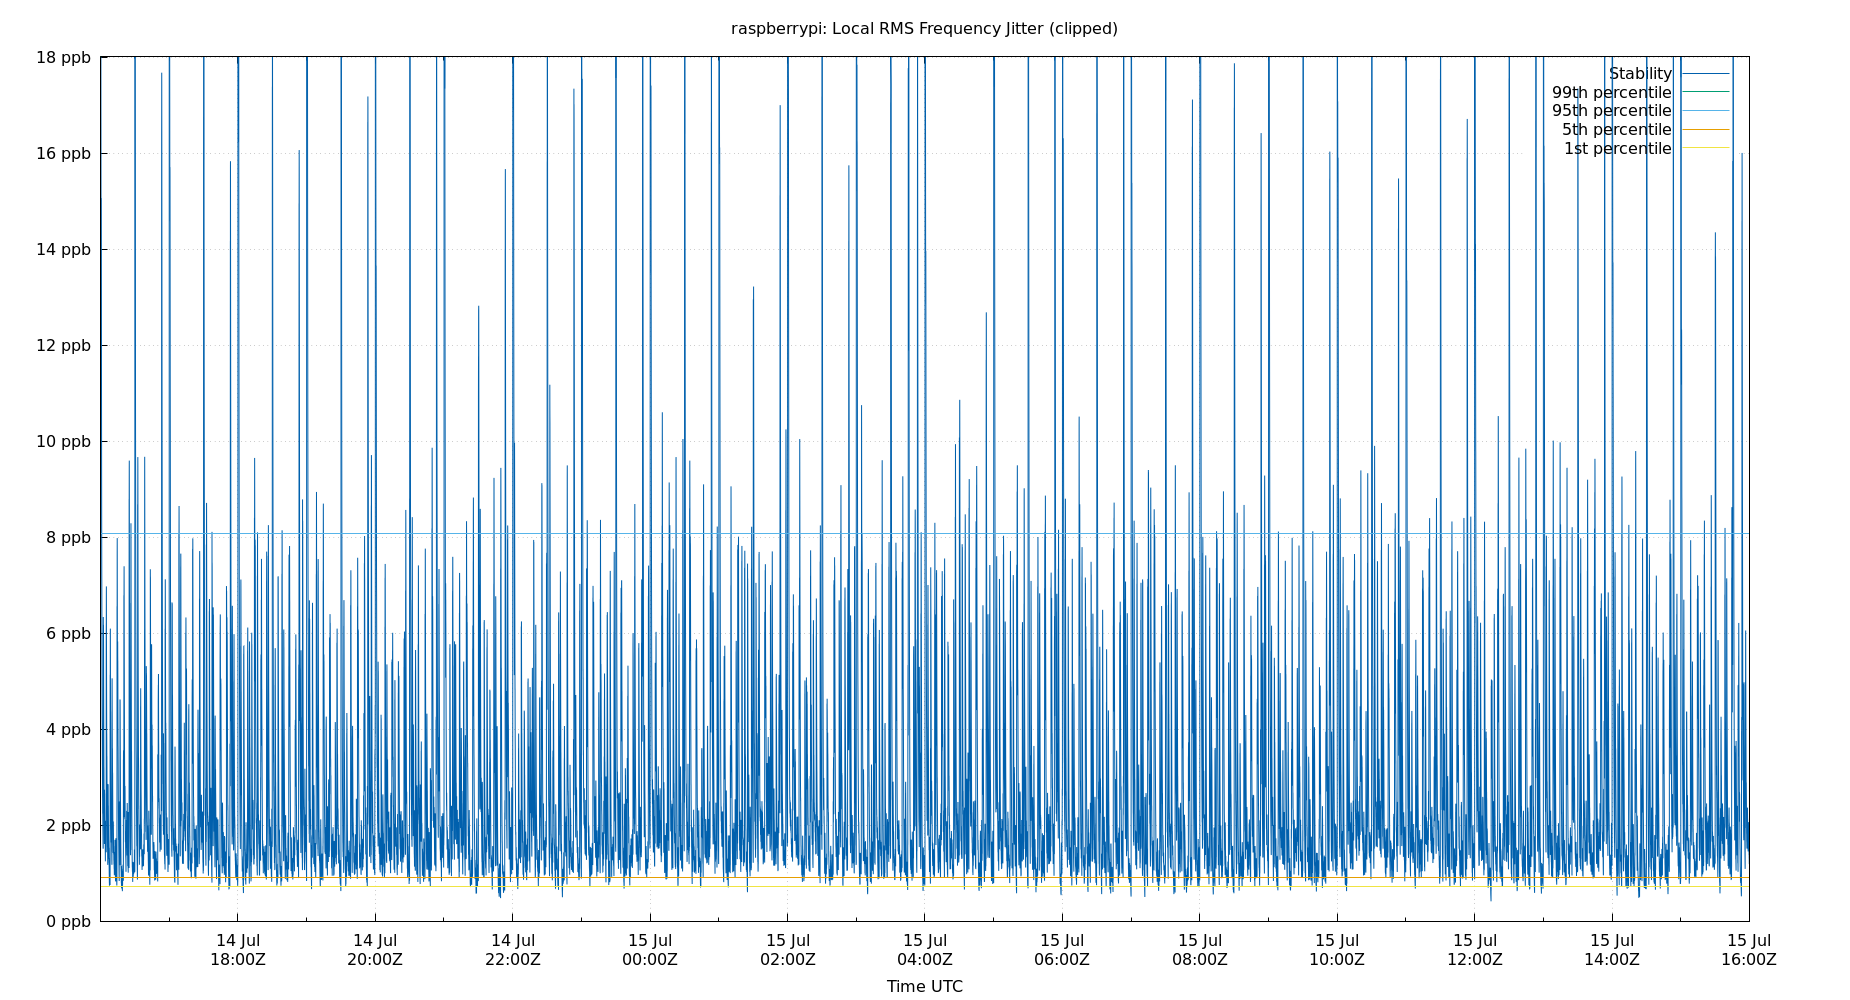 raspberrypi: Local RMS Frequency Jitter (clipped)
18 ppb
16 ppb
14 ppb
12 ppb
10 ppb
8 ppb
6 ppb
4 ppb
2 ppb
0 ppb
Stability
99th percentile
95th percentile
5th percentile
1st percentile
14 Jul
18:00Z
14 Jul
20:00Z
14 Jul
22:00Z
15 Jul
00:00Z
15 Jul
02:00Z
15 Jul
04:00Z
15 Jul
06:00Z
15 Jul
08:00Z
15 Jul
10:00Z
15 Jul
12:00Z
15 Jul
14:00Z
15 Jul
16:00Z
Time UTC